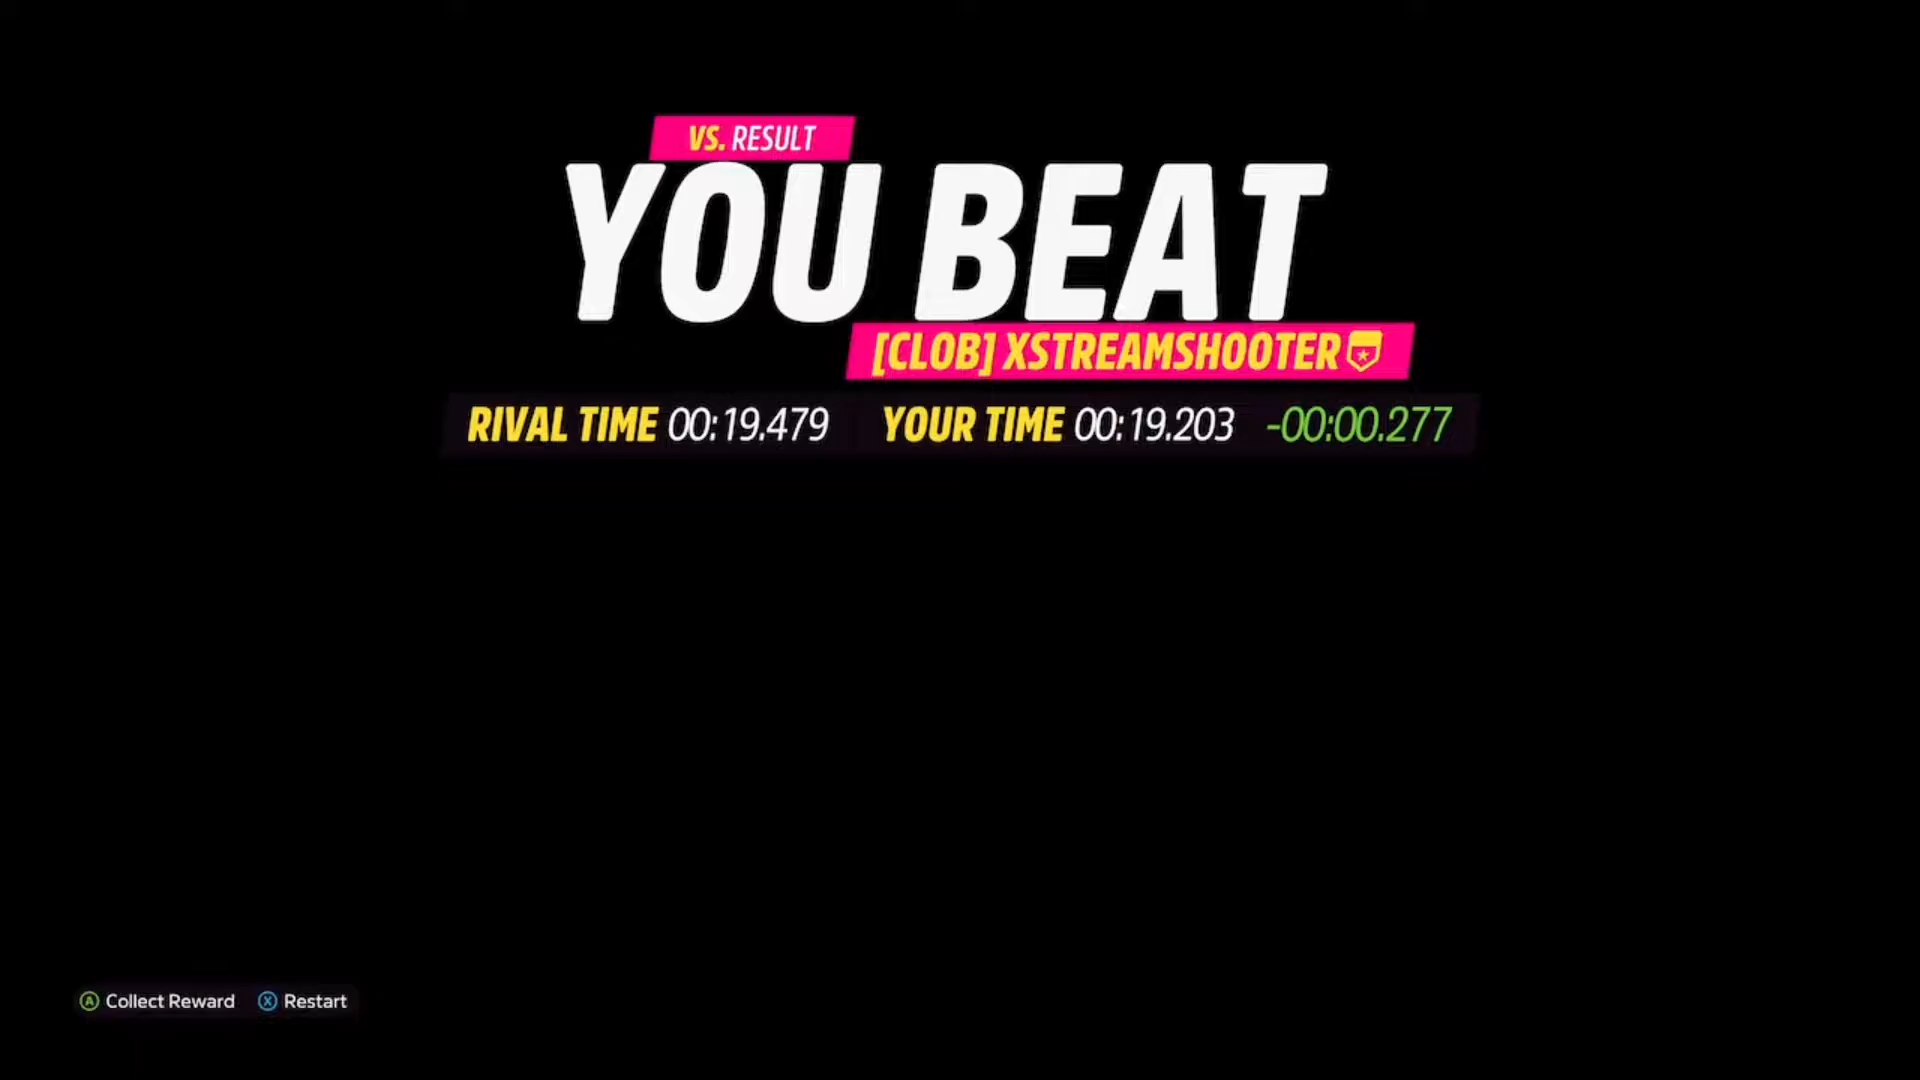 VS. RESULT
YOU BEAT
[CLOB] XSTREAMSHOOTER
RIVAL TIME 00:19.479 YOUR TIME 00:19.203 -00:00.277
A Collect Reward X Restart